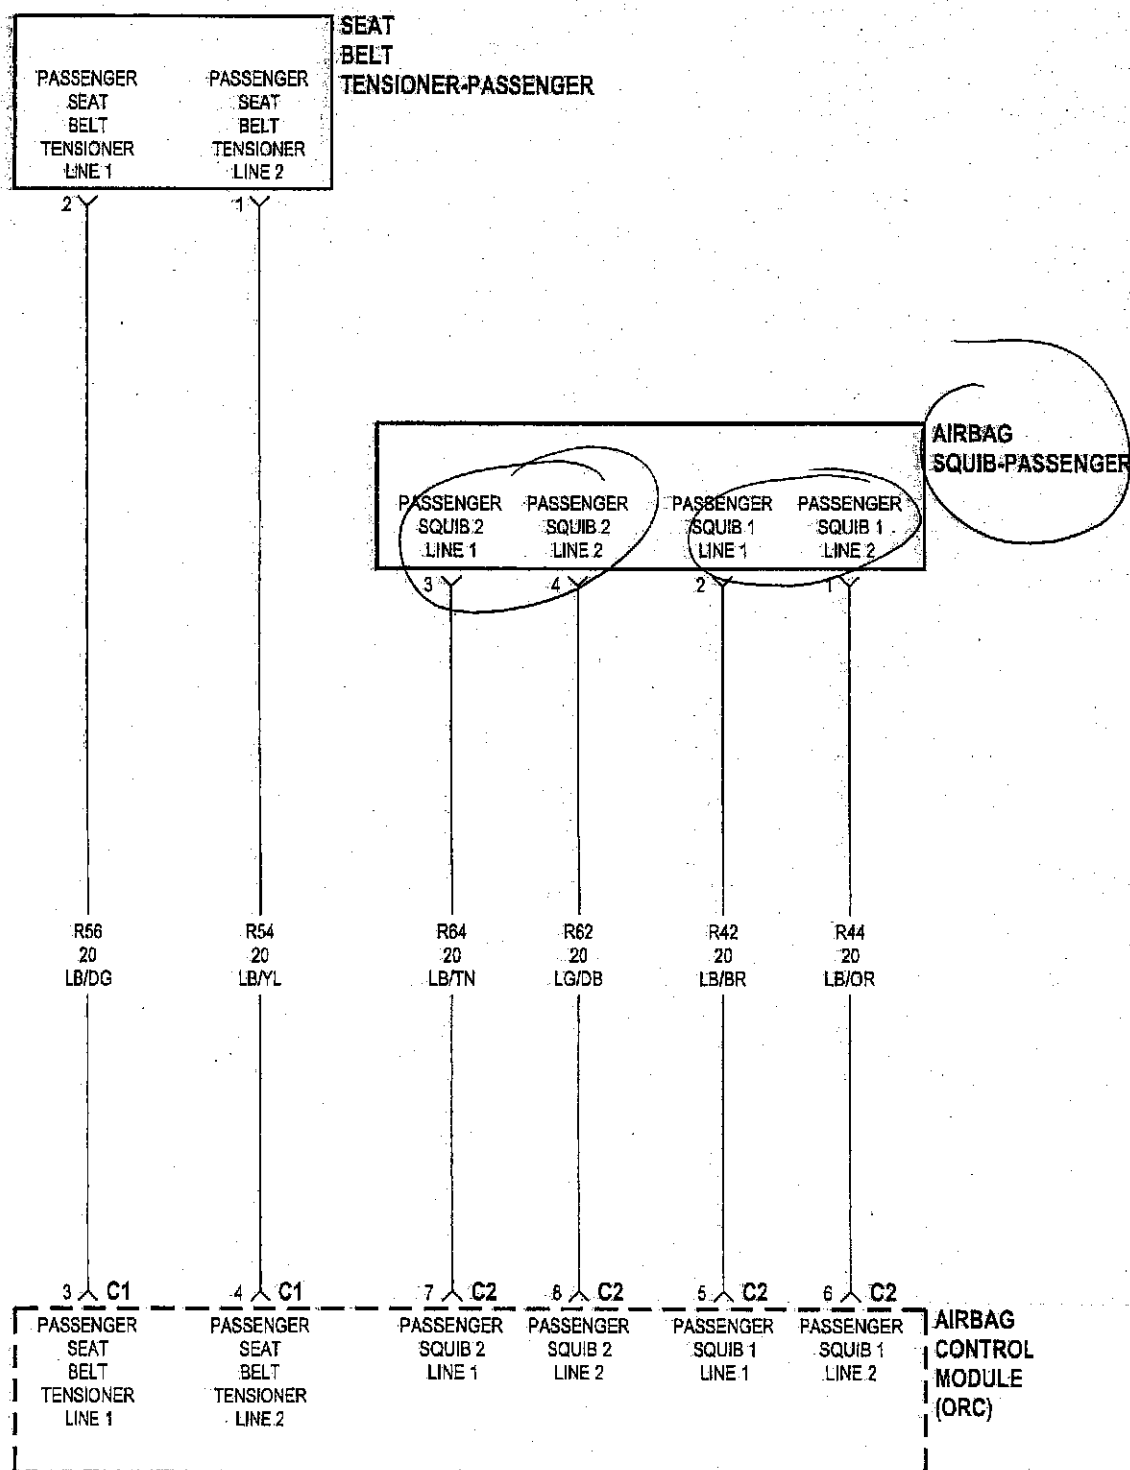 SEAT
BELT
TENSIONER-PASSENGER
PASSENGER
SEAT
BELT
TENSIONER
LINE 1
PASSENGER
SEAT
BELT
TENSIONER
LINE 2
2
1
AIRBAG
SQUIB-PASSENGER
PASSENGER
SQUIB 2
LINE 1
PASSENGER
SQUIB 2
LINE 2
PASSENGER
SQUIB 1
LINE 1
PASSENGER
SQUIB 1
LINE 2
3
4
2
1
R56
20
LB/DG
R54
20
LB/YL
R64
20
LB/TN
R62
20
LG/DB
R42
20
LB/BR
R44
20
LB/OR
3 C1
4 C1
7 C2
8 C2
5 C2
6 C2
PASSENGER
SEAT
BELT
TENSIONER
LINE 1
PASSENGER
SEAT
BELT
TENSIONER
LINE 2
PASSENGER
SQUIB 2
LINE 1
PASSENGER
SQUIB 2
LINE 2
PASSENGER
SQUIB 1
LINE 1
PASSENGER
SQUIB 1
LINE 2
AIRBAG
CONTROL
MODULE
(ORC)